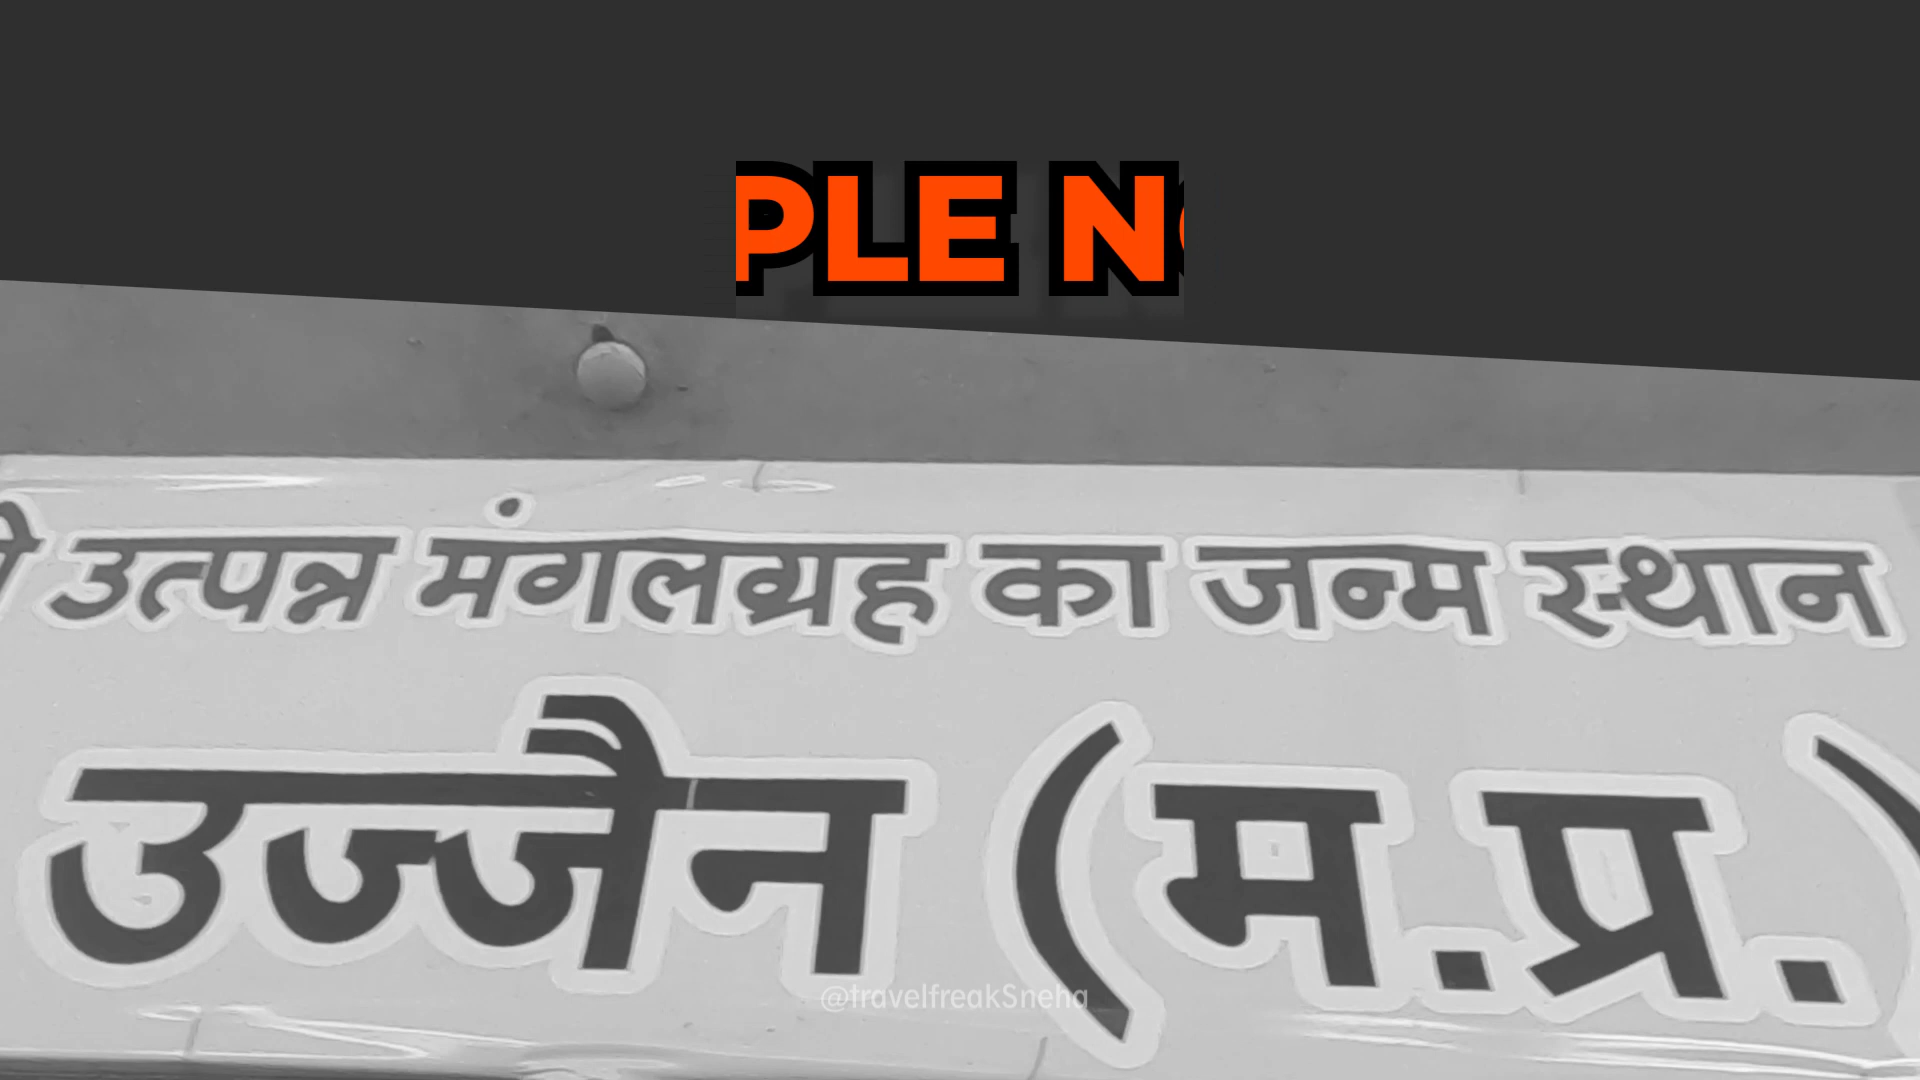 PLE N
उत्पन्न मंगलग्रह का जन्म स्थान
उज्जैन (म.प्र.)
@travelfreakSneha